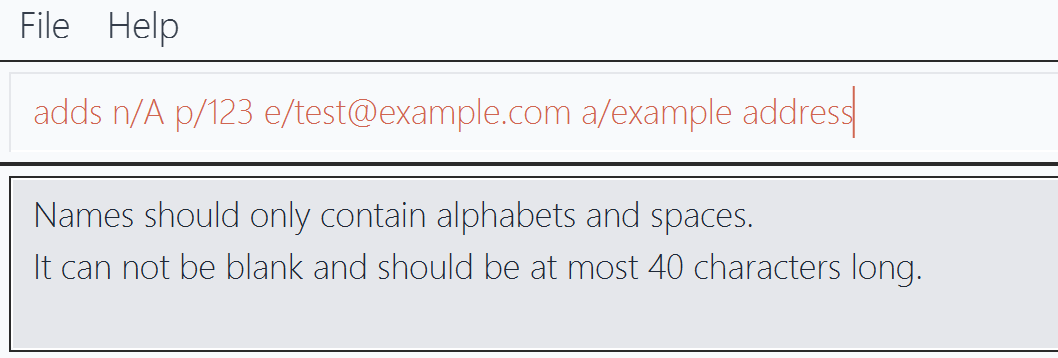 File Help
adds n/A p/123 e/test@example.com a/example address
Names should only contain alphabets and spaces.
It can not be blank and should be at most 40 characters long.